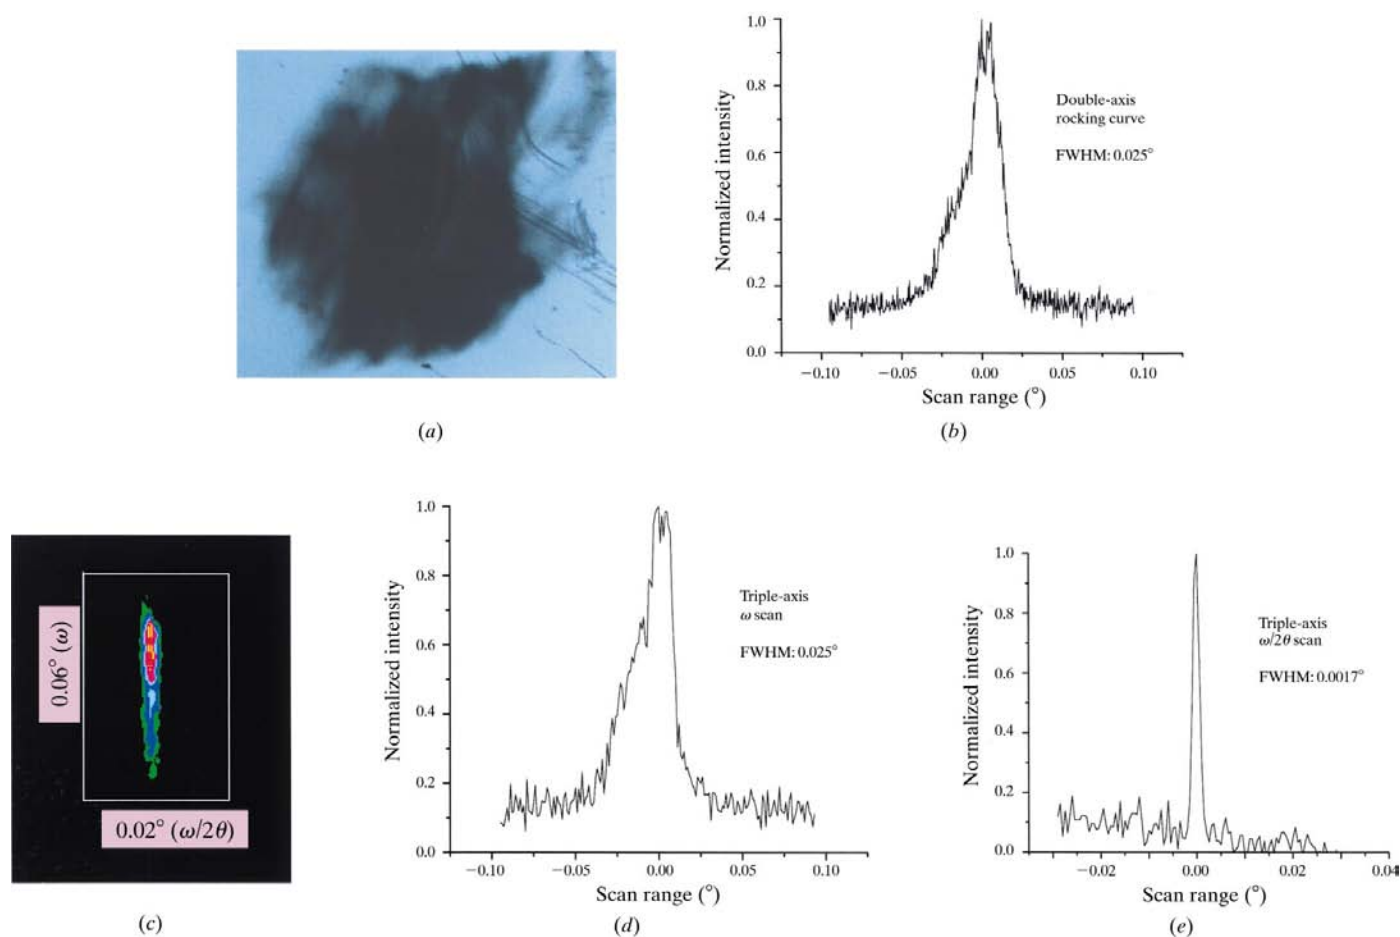 1.0
0.8
0.6
0.4
0.2
0.0
Normalized intensity
Double-axis
rocking curve
FWHM: 0.025°
−0.10 −0.05 0.00 0.05 0.10
Scan range (°)
(a)
(b)
0.06° (ω)
0.02° (ω/2θ)
(c)
1.0
0.8
0.6
0.4
0.2
0.0
Normalized intensity
Triple-axis
ω scan
FWHM: 0.025°
−0.10 −0.05 0.00 0.05 0.10
Scan range (°)
(d)
1.0
0.8
0.6
0.4
0.2
0.0
Normalized intensity
Triple-axis
ω/2θ scan
FWHM: 0.0017°
−0.02 0.00 0.02 0.04
Scan range (°)
(e)